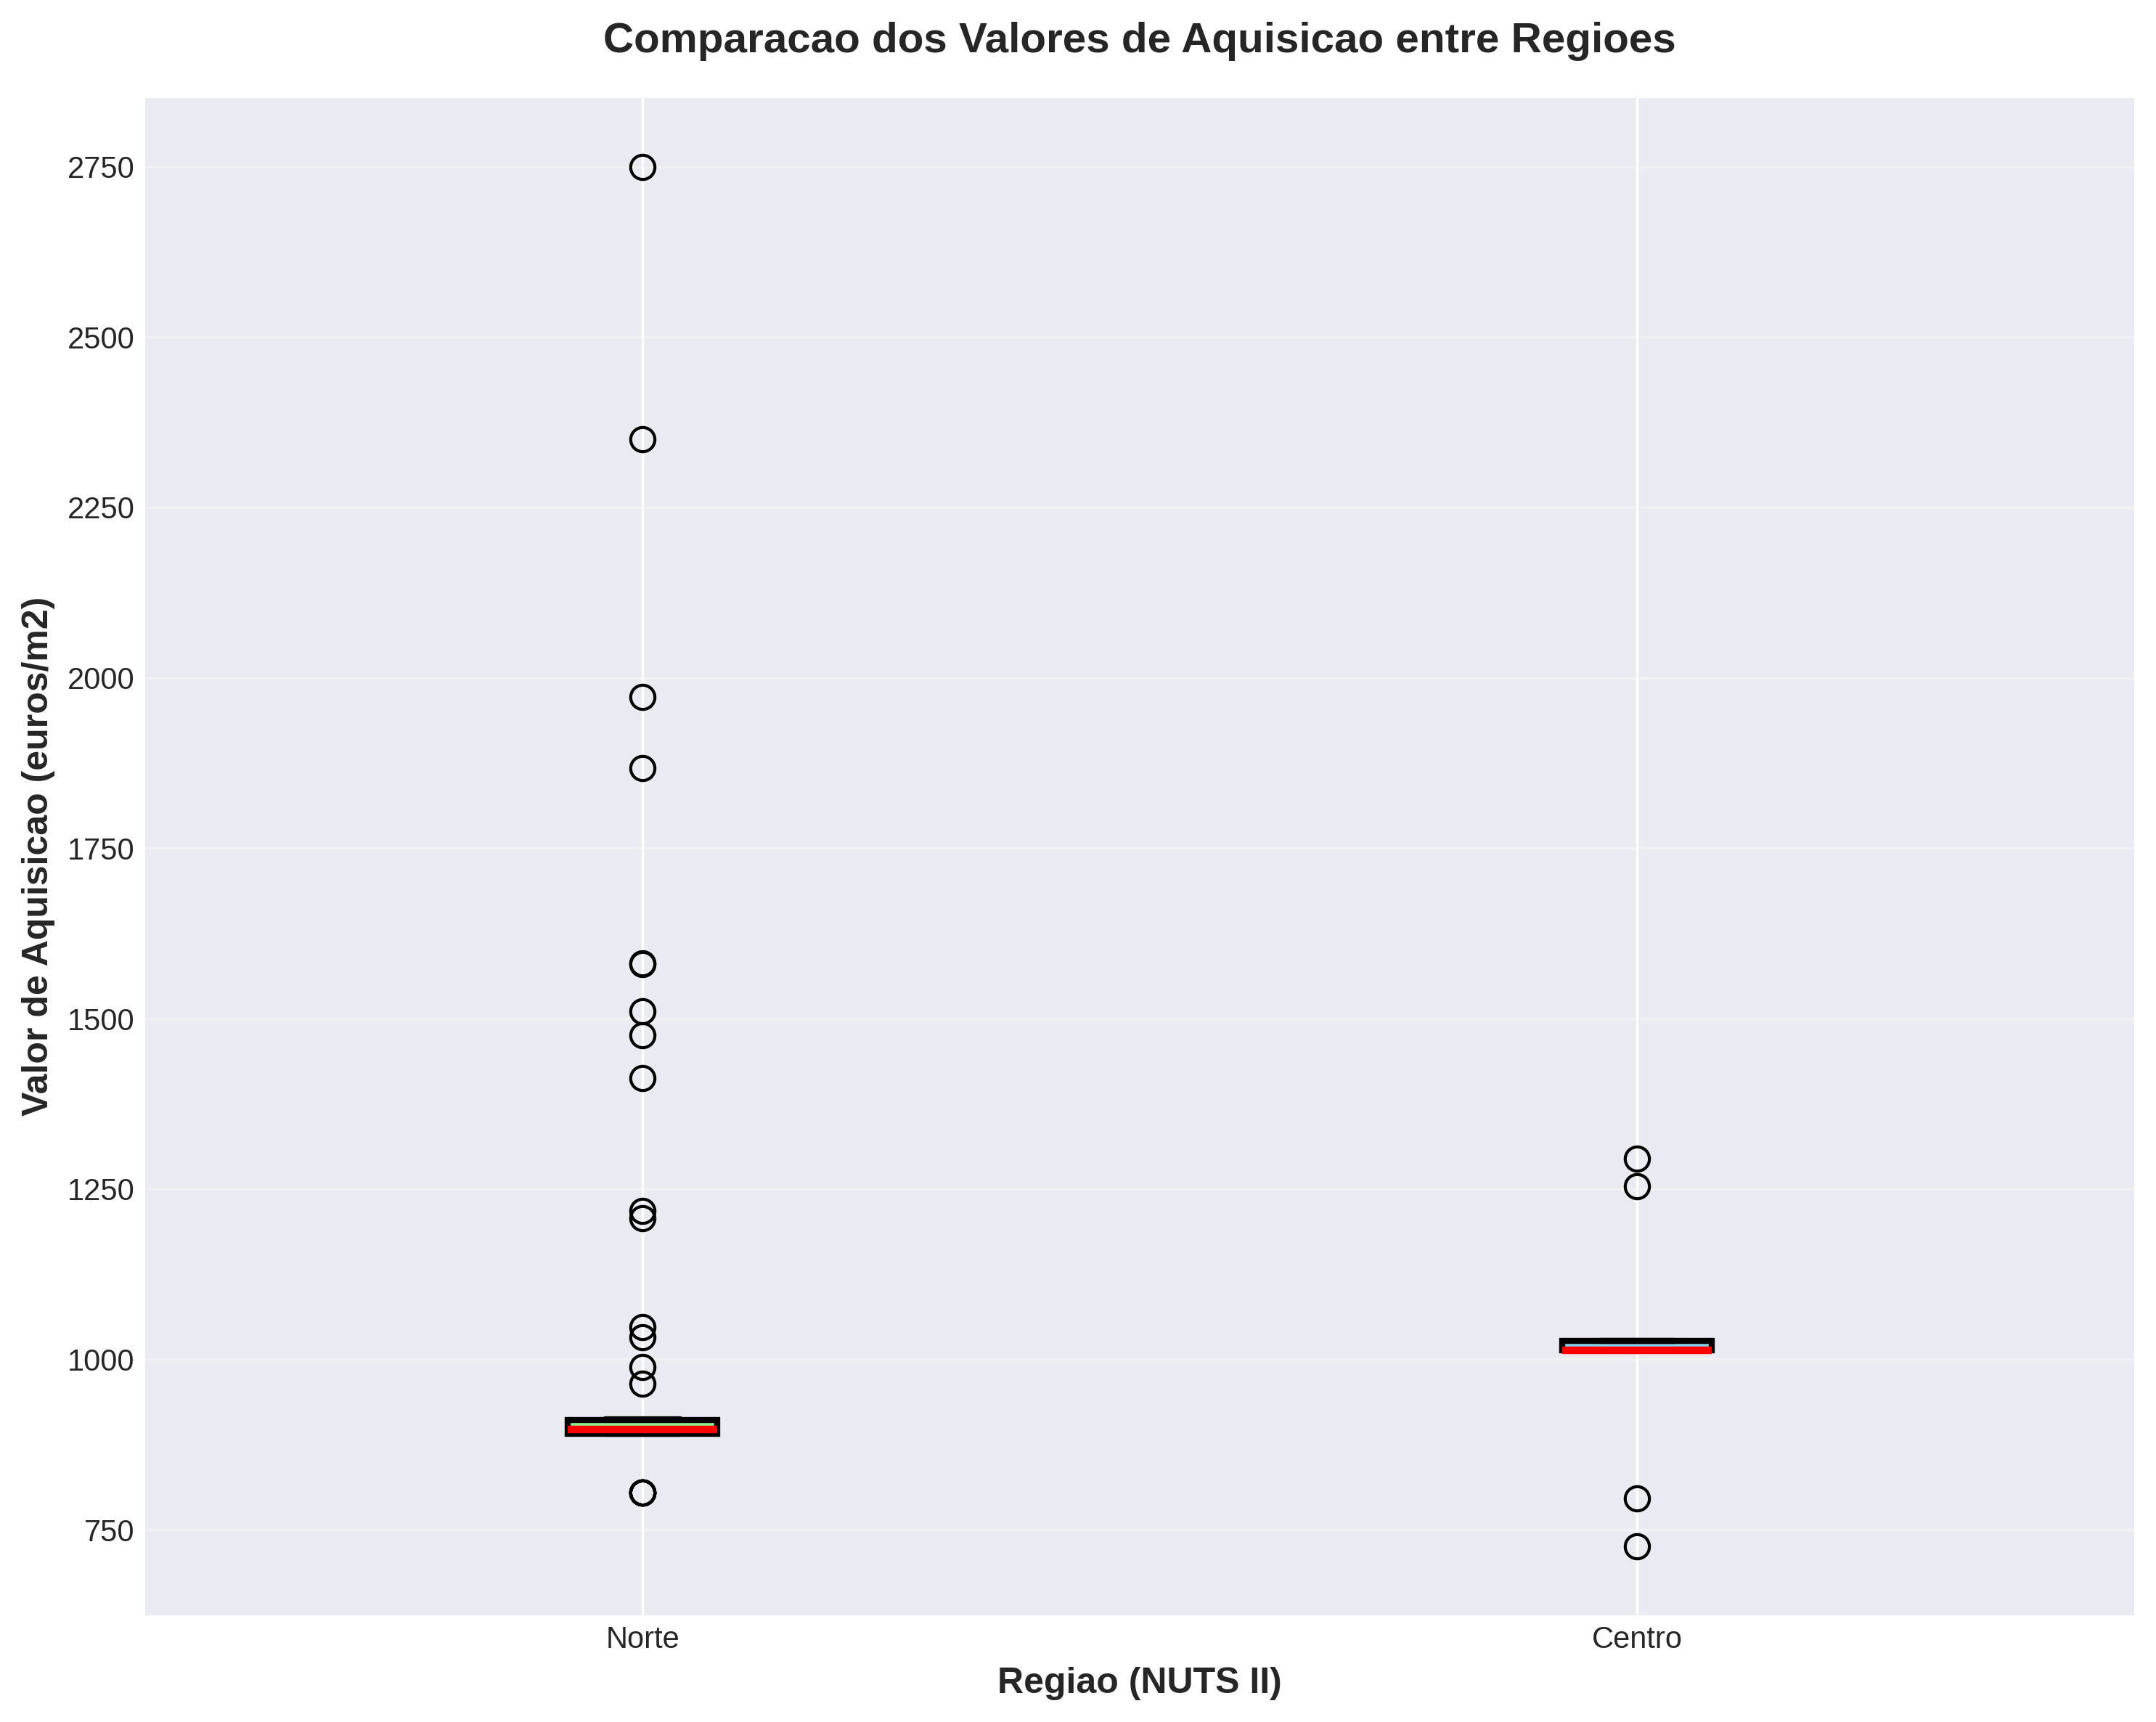 Comparacao dos Valores de Aquisicao entre Regioes
Valor de Aquisicao (euros/m2)
2750
2500
2250
2000
1750
1500
1250
1000
750
Norte
Centro
Regiao (NUTS II)